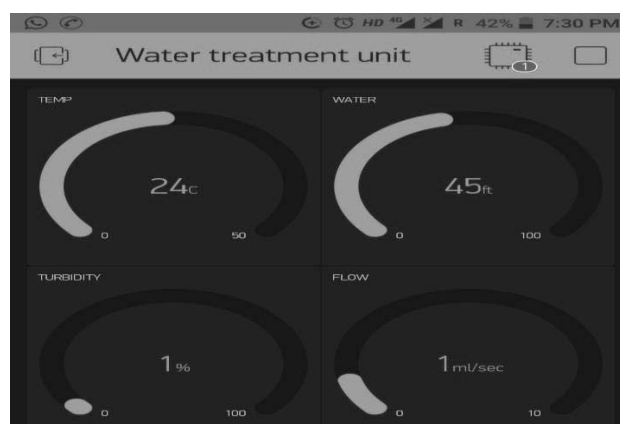 HD 4G R 42% 7:30 PM
Water treatment unit
1
TEMP WATER
24C 45ft
0 50 0 100
TURBIDITY FLOW
1% 1ml/sec
0 100 0 10